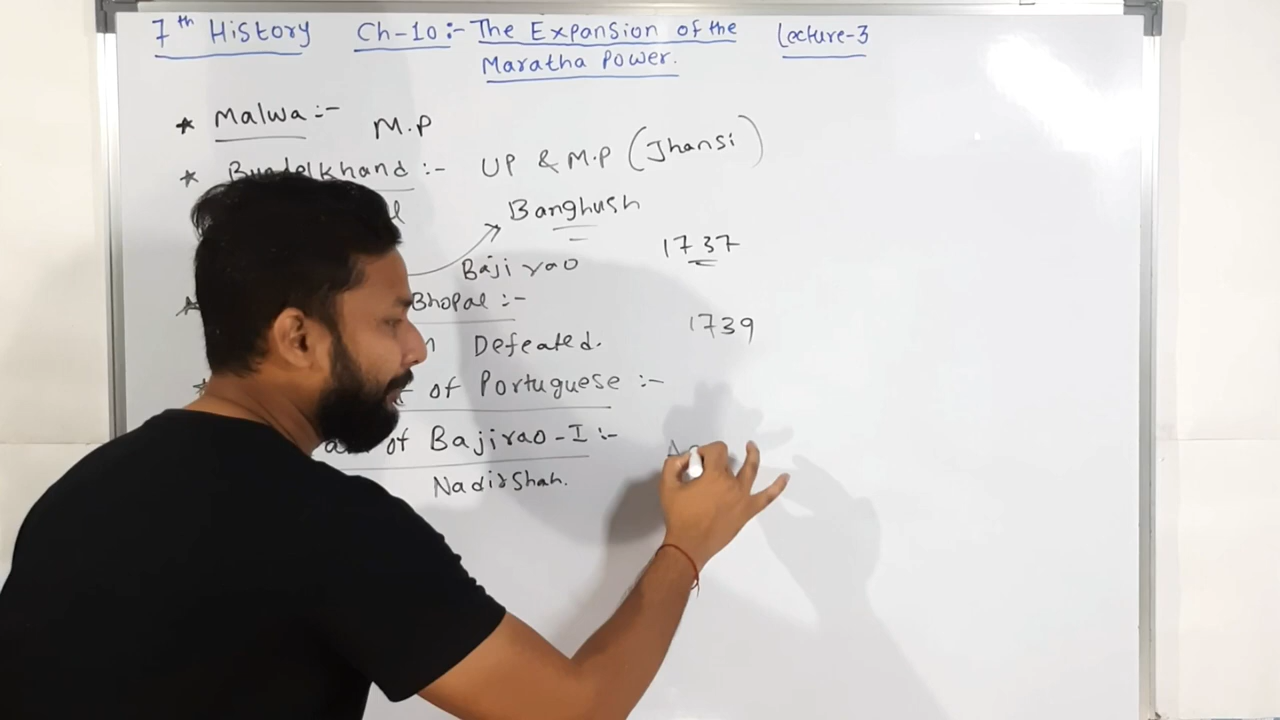 7th History Ch-10:- The Expansion of the Lecture-3
Maratha Power.
* Malwa:- M.P
* Bundelkhand :- UP & M.P (Jhansi)
Banghush
1737
Bajirao
Bhopal :-
1739
Defeated.
of Portuguese :-
of Bajirao-I :-
NadirShah.